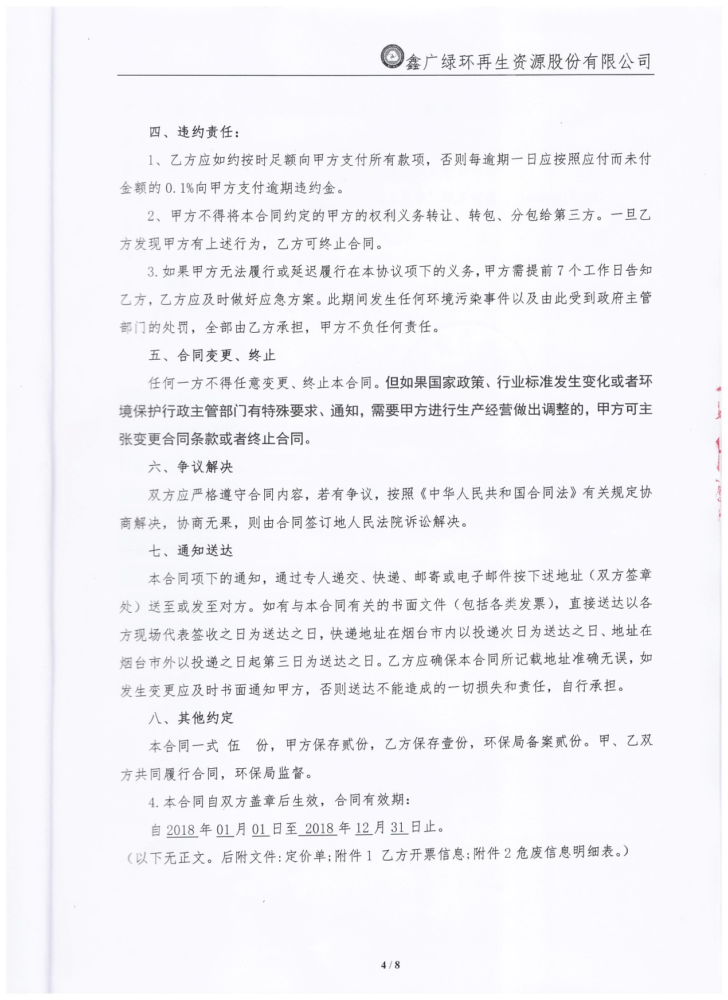 鑫广绿环再生资源股份有限公司
四、违约责任：
1、乙方应如约按时足额向甲方支付所有款项，否则每逾期一日应按照应付而未付
金额的 0.1%向甲方支付逾期违约金。
2、甲方不得将本合同约定的甲方的权利义务转让、转包、分包给第三方。一旦乙
方发现甲方有上述行为，乙方可终止合同。
3.如果甲方无法履行或延迟履行在本协议项下的义务，甲方需提前 7 个工作日告知
乙方，乙方应及时做好应急方案。此期间发生任何环境污染事件以及由此受到政府主管
部门的处罚，全部由乙方承担，甲方不负任何责任。
五、合同变更、终止
任何一方不得任意变更、终止本合同。但如果国家政策、行业标准发生变化或者环
境保护行政主管部门有特殊要求、通知，需要甲方进行生产经营做出调整的，甲方可主
张变更合同条款或者终止合同。
六、争议解决
双方应严格遵守合同内容，若有争议，按照《中华人民共和国合同法》有关规定协
商解决，协商无果，则由合同签订地人民法院诉讼解决。
七、通知送达
本合同项下的通知，通过专人递交、快递、邮寄或电子邮件按下述地址（双方签章
处）送至或发至对方。如有与本合同有关的书面文件（包括各类发票），直接送达以各
方现场代表签收之日为送达之日，快递地址在烟台市内以投递次日为送达之日、地址在
烟台市外以投递之日起第三日为送达之日。乙方应确保本合同所记载地址准确无误，如
发生变更应及时书面通知甲方，否则送达不能造成的一切损失和责任，自行承担。
八、其他约定
本合同一式 伍 份，甲方保存贰份，乙方保存壹份，环保局备案贰份。甲、乙双
方共同履行合同，环保局监督。
4.本合同自双方盖章后生效，合同有效期：
自 2018 年 01 月 01 日至 2018 年 12 月 31 日止。
（以下无正文。后附文件:定价单;附件 1 乙方开票信息;附件 2 危废信息明细表。）
4 / 8